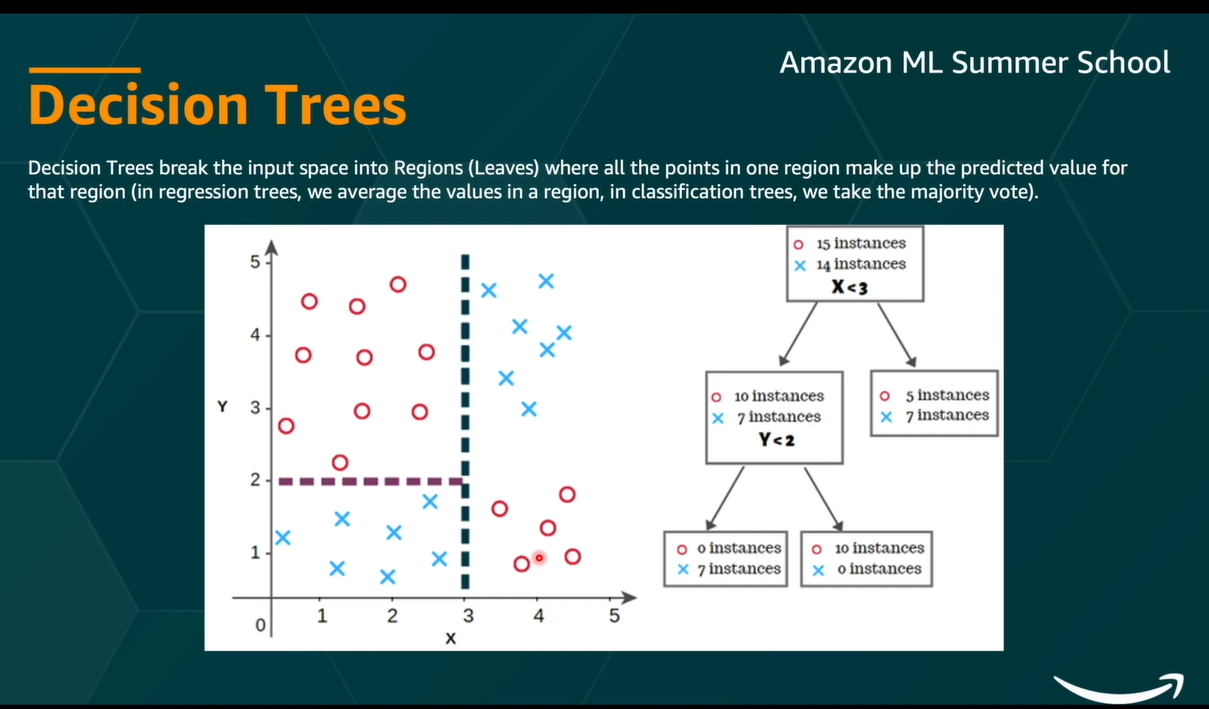 Amazon ML Summer School
Decision Trees
Decision Trees break the input space into Regions (Leaves) where all the points in one region make up the predicted value for
that region (in regression trees, we average the values in a region, in classification trees, we take the majority vote).
5
4
Y 3
2
1
0
1 2 3 4 5
X
15 instances
14 instances
X<3
10 instances
7 instances
Y<2
5 instances
7 instances
0 instances
7 instances
10 instances
0 instances